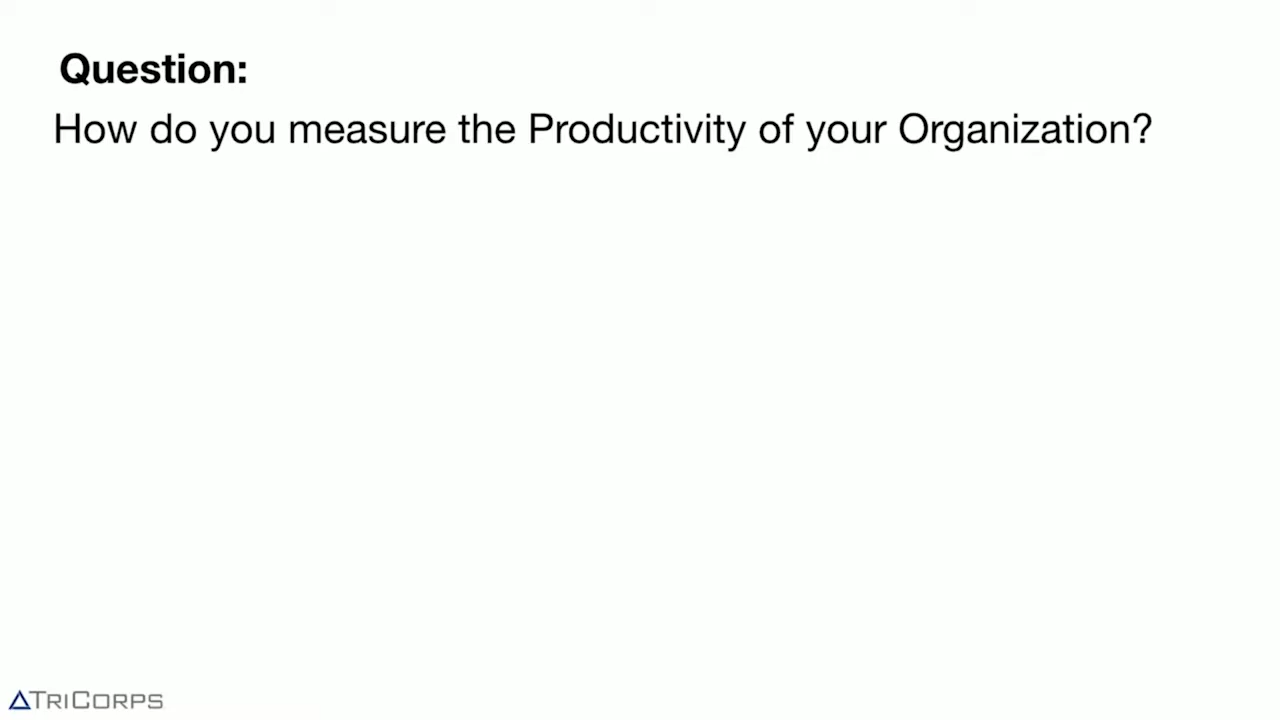 Question:
How do you measure the Productivity of your Organization?
TRICORPS